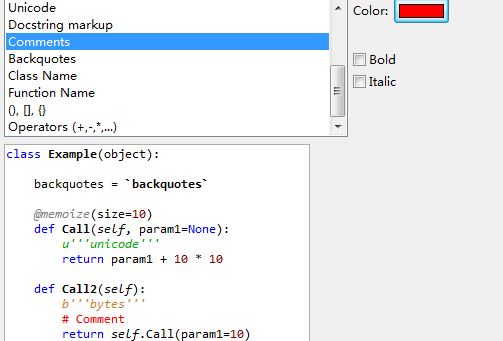 Unicode
Docstring markup
Comments
Backquotes
Class Name
Function Name
(), [], {}
Operators (+,-,*,...)
Color:
Bold
Italic
class Example(object):
    backquotes = `backquotes`
    @memoize(size=10)
    def Call(self, param1=None):
        u'''unicode'''
        return param1 + 10 * 10
    def Call2(self):
        b'''bytes'''
        # Comment
        return self.Call(param1=10)